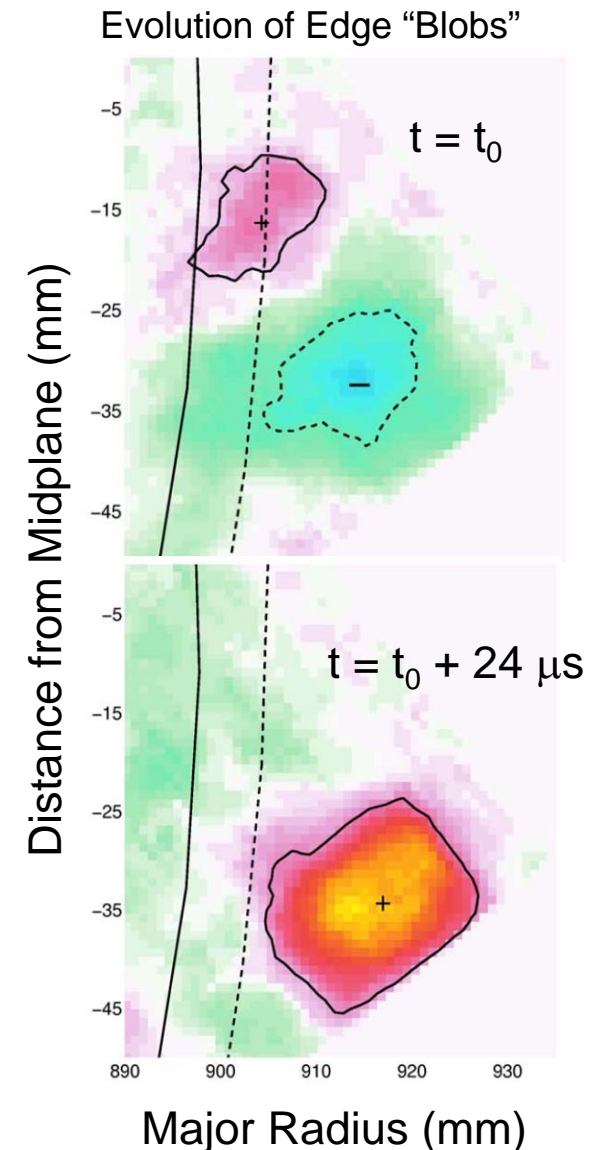 Evolution of Edge “Blobs”
t = t₀
−5
−15
−25
−35
−45
+
−
t = t₀ + 24 μs
−5
−15
−25
−35
−45
+
890 900 910 920 930
Distance from Midplane (mm)
Major Radius (mm)